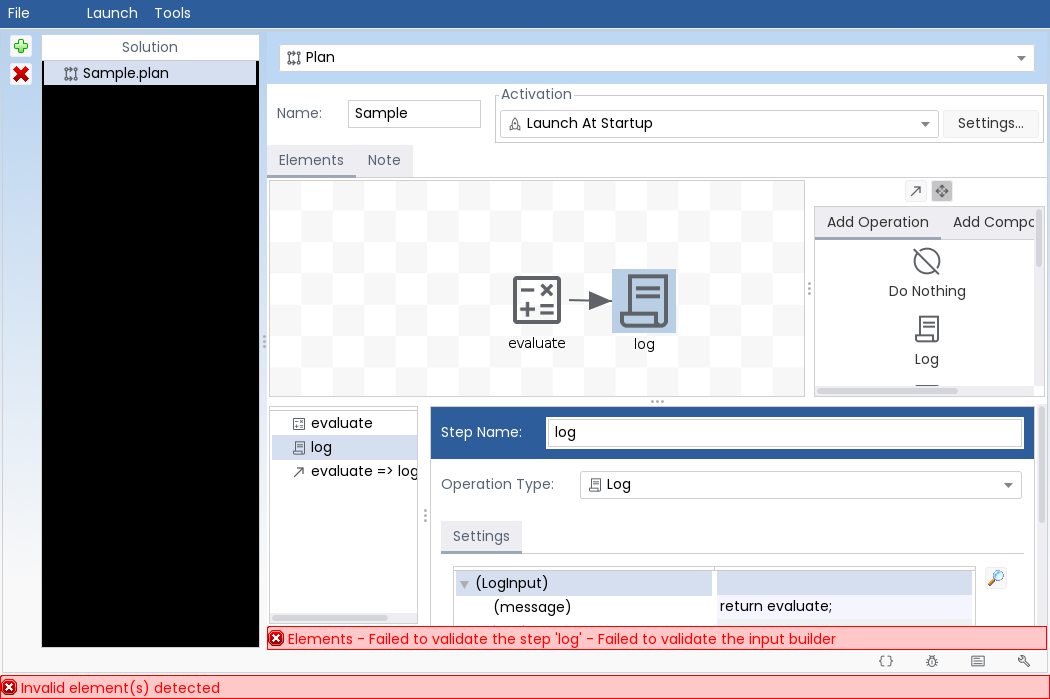 File Launch Tools
Solution
Sample.plan
Plan
Name: Sample
Activation
Launch At Startup Settings...
Elements Note
Add Operation Add Compo
Do Nothing
Log
evaluate log
evaluate
log
evaluate => log
Step Name: log
Operation Type: Log
Settings
(LogInput)
(message) return evaluate;
Elements - Failed to validate the step 'log' - Failed to validate the input builder
Invalid element(s) detected